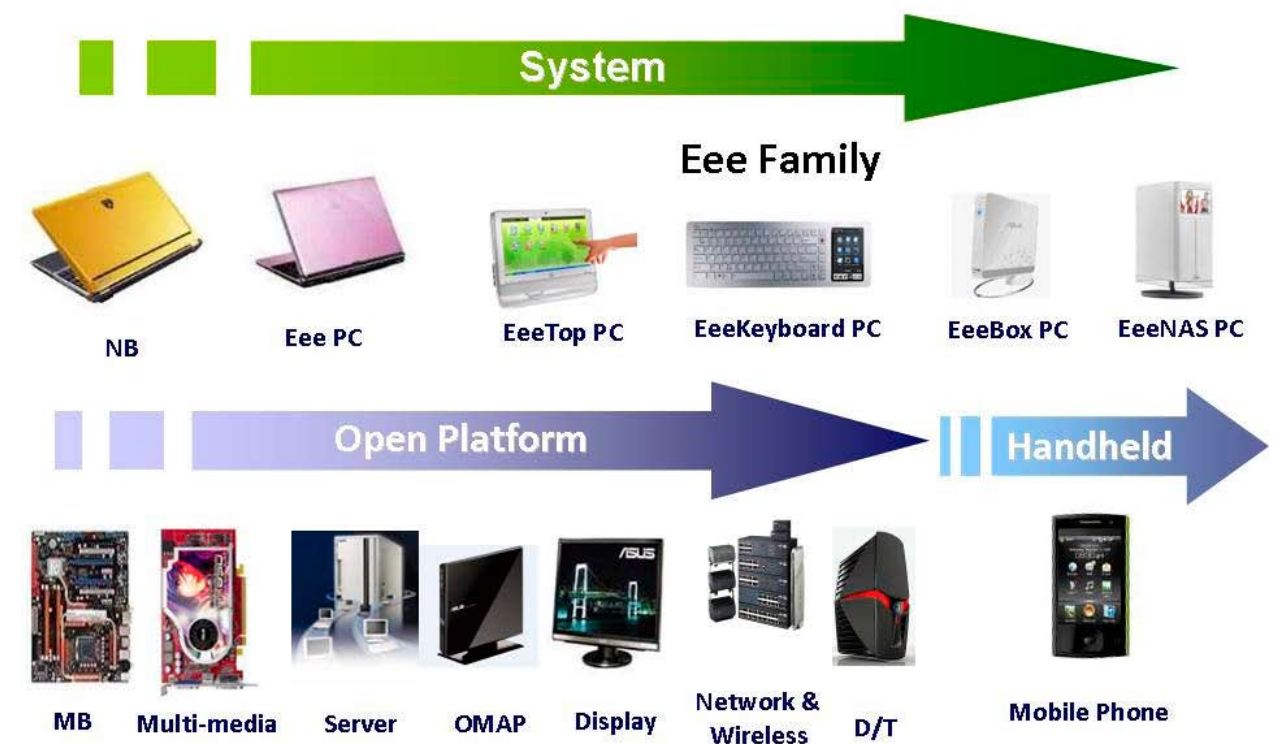 System
Eee Family
NB
Eee PC
EeeTop PC
EeeKeyboard PC
EeeBox PC
EeeNAS PC
Open Platform
Handheld
ASUS
MB
Multi-media
Server
OMAP
Display
Network &
Wireless
D/T
Mobile Phone